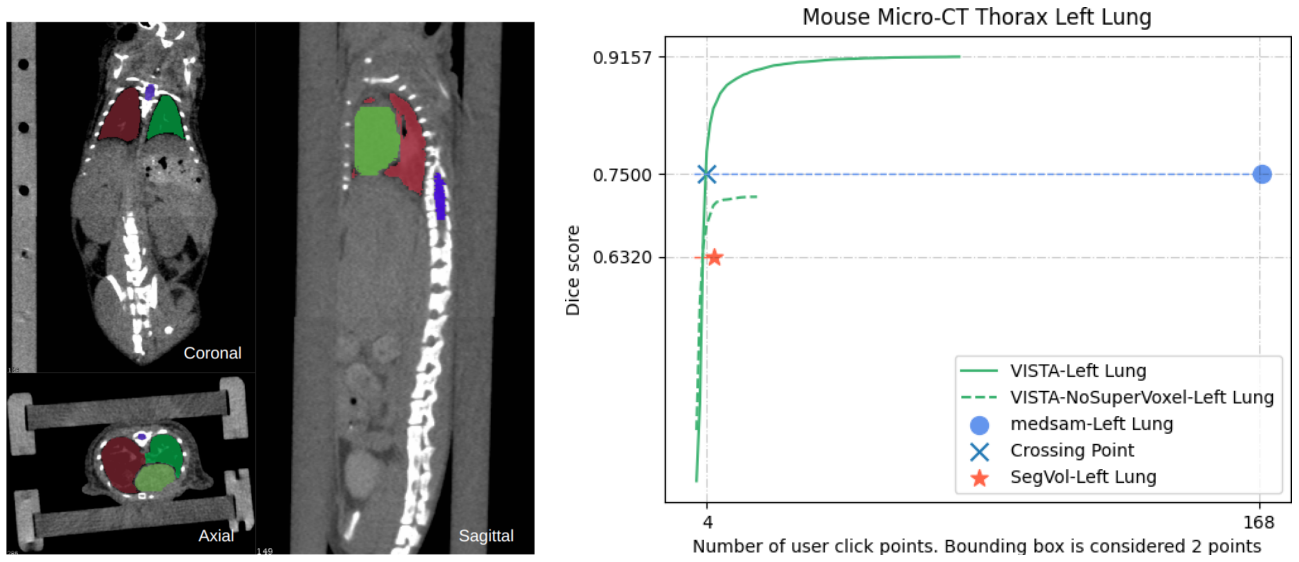 Coronal
Axial
Sagittal
149
Mouse Micro-CT Thorax Left Lung
0.9157
0.7500
0.6320
Dice score
VISTA-Left Lung
VISTA-NoSuperVoxel-Left Lung
medsam-Left Lung
Crossing Point
SegVol-Left Lung
4
168
Number of user click points. Bounding box is considered 2 points